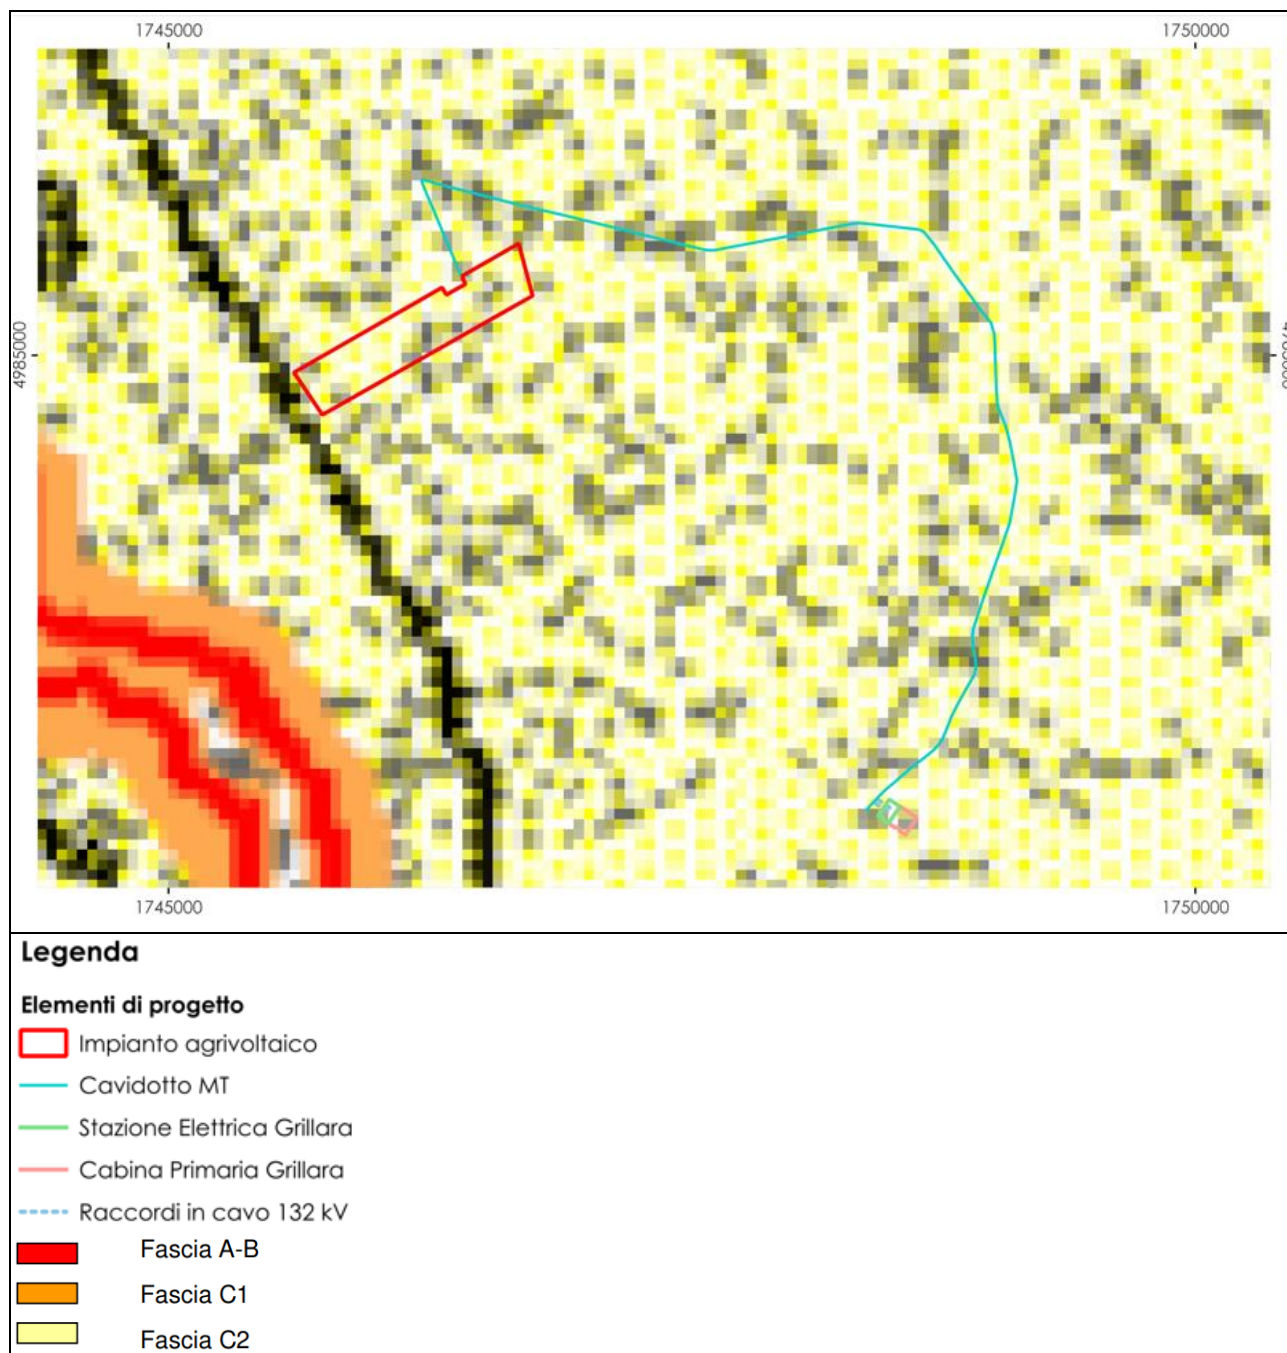 1745000 1750000
4985000
1745000 1750000
Legenda
Elementi di progetto
Impianto agrivoltaico
Cavidotto MT
Stazione Elettrica Grillara
Cabina Primaria Grillara
Raccordi in cavo 132 kV
Fascia A-B
Fascia C1
Fascia C2